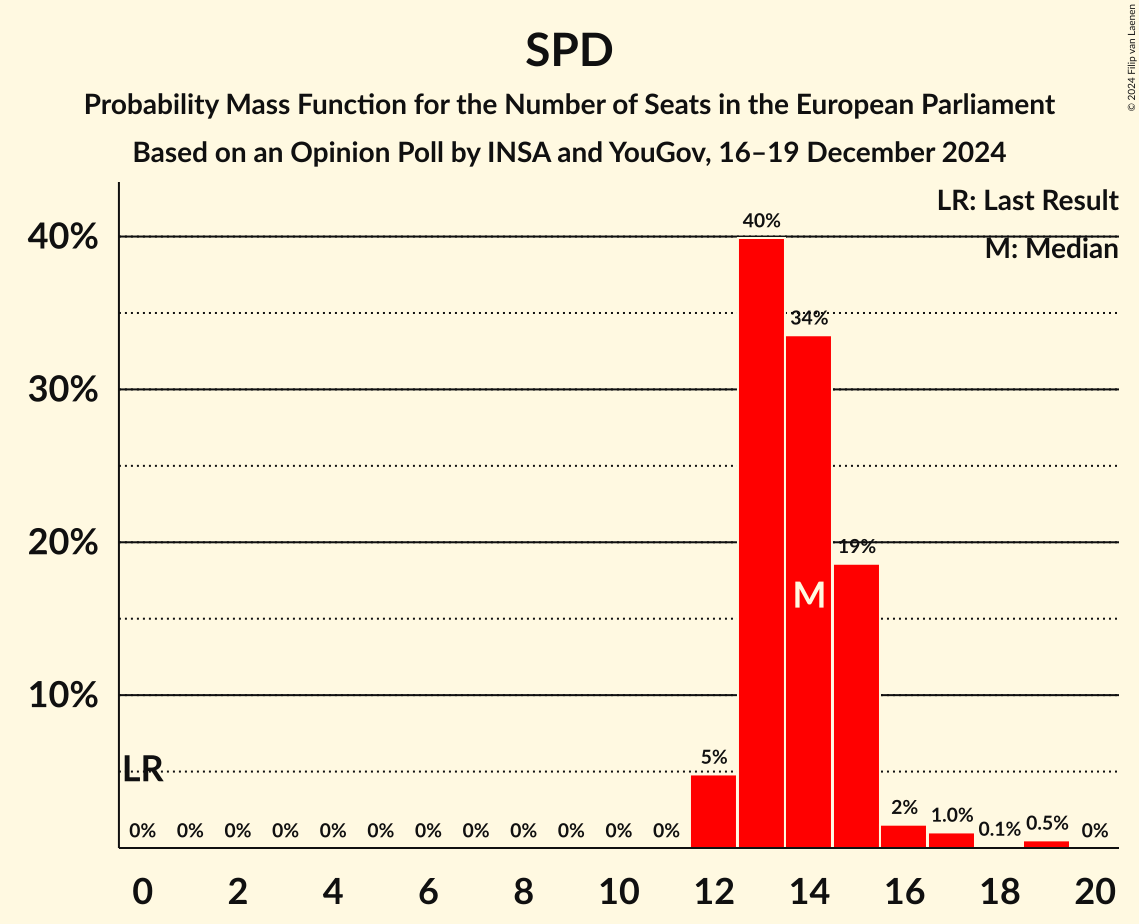 SPD
Probability Mass Function for the Number of Seats in the European Parliament
Based on an Opinion Poll by INSA and YouGov, 16–19 December 2024
© 2024 Filip van Laenen
LR: Last Result
M: Median
40%
30%
20%
10%
40%
34%
19%
M
LR
5%
2%
1.0%
0.1%
0.5%
0%
0% 0% 0% 0% 0% 0% 0% 0% 0% 0% 0% 0%
0 2 4 6 8 10 12 14 16 18 20